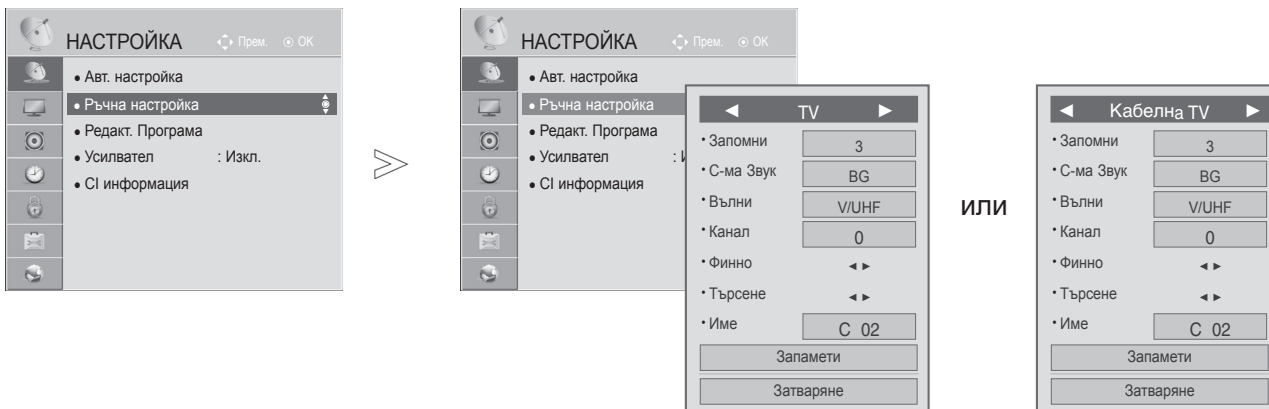 НАСТРОЙКА Прем. OK
• Авт. настройка
• Ръчна настройка
• Редакт. Програма
• Усилвател : Изкл.
• CI информация
НАСТРОЙКА Прем. OK
• Авт. настройка
• Ръчна настройка
• Редакт. Програма
• Усилвател : И
• CI информация
◄ TV ►
• Запомни 3
• С-ма Звук BG
• Вълни V/UHF
• Канал 0
• Финно ◄ ►
• Търсене ◄ ►
• Име C 02
Запамети
Затваряне
или
◄ Кабелна TV ►
• Запомни 3
• С-ма Звук BG
• Вълни V/UHF
• Канал 0
• Финно ◄ ►
• Търсене ◄ ►
• Име C 02
Запамети
Затваряне